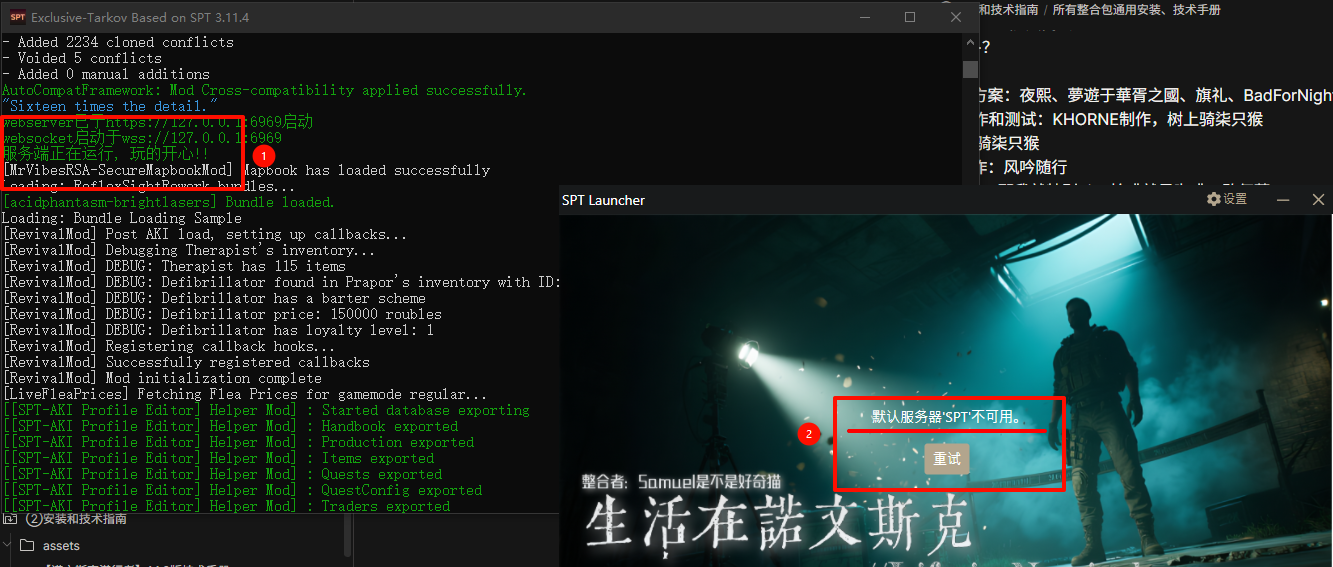 Exclusive-Tarkov Based on SPT 3.11.4
- Added 2234 cloned conflicts
- Voided 5 conflicts
- Added 0 manual additions
AutoCompatFramework: Mod Cross-compatibility applied successfully.
"Sixteen times the detail."
webserver已于https://127.0.0.1:6969启动
websocket启动于wss://127.0.0.1:6969
服务端正在运行, 玩的开心!!
1
[MrVibesRSA-SecureMapbookMod] Mapbook has loaded successfully
Loading: ReflexSightRework bundles...
[acidphantasm-brightlasers] Bundle loaded.
Loading: Bundle Loading Sample
[RevivalMod] Post AKI load, setting up callbacks...
[RevivalMod] Debugging Therapist's inventory...
[RevivalMod] DEBUG: Therapist has 115 items
[RevivalMod] DEBUG: Defibrillator found in Prapor's inventory with ID:
[RevivalMod] DEBUG: Defibrillator has a barter scheme
[RevivalMod] DEBUG: Defibrillator price: 150000 roubles
[RevivalMod] DEBUG: Defibrillator has loyalty level: 1
[RevivalMod] Registering callback hooks...
[RevivalMod] Successfully registered callbacks
[RevivalMod] Mod initialization complete
[LiveFleaPrices] Fetching Flea Prices for gamemode regular...
[[SPT-AKI Profile Editor] Helper Mod] : Started database exporting
[[SPT-AKI Profile Editor] Helper Mod] : Handbook exported
[[SPT-AKI Profile Editor] Helper Mod] : Production exported
[[SPT-AKI Profile Editor] Helper Mod] : Items exported
[[SPT-AKI Profile Editor] Helper Mod] : Quests exported
[[SPT-AKI Profile Editor] Helper Mod] : QuestConfig exported
[[SPT-AKI Profile Editor] Helper Mod] : Traders exported
(2)安装和技术指南
assets
和技术指南 / 所有整合包通用安装、技术手册
?
方案：夜熙、夢遊于華胥之國、旗礼、BadForNigh
作和测试：KHORNE制作，树上骑柒只猴
骑柒只猴
作：风吟随行
SPT Launcher
设置
2
默认服务器'SPT'不可用。
重试
整合者: Samuel是不是好奇猫
生活在諾文斯克